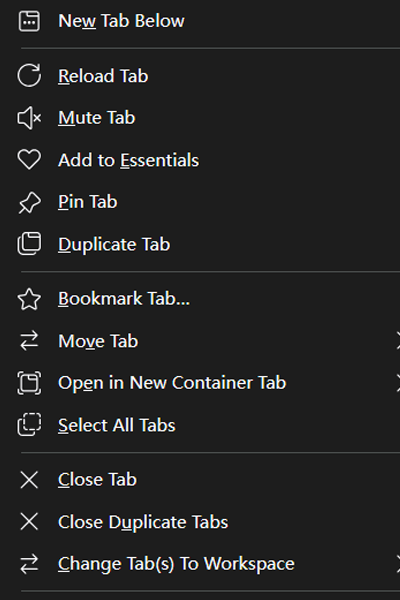 New Tab Below
Reload Tab
Mute Tab
Add to Essentials
Pin Tab
Duplicate Tab
Bookmark Tab...
Move Tab
Open in New Container Tab
Select All Tabs
Close Tab
Close Duplicate Tabs
Change Tab(s) To Workspace